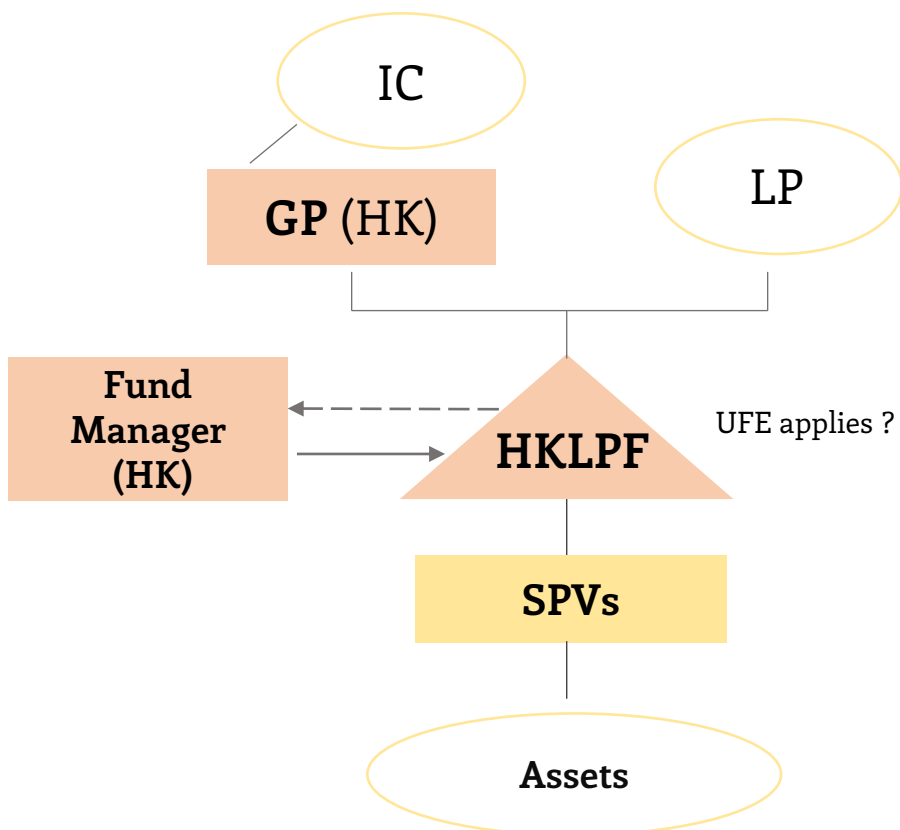 IC
GP (HK)
LP
Fund
Manager
(HK)
HKLPF
UFE applies ?
SPVs
Assets